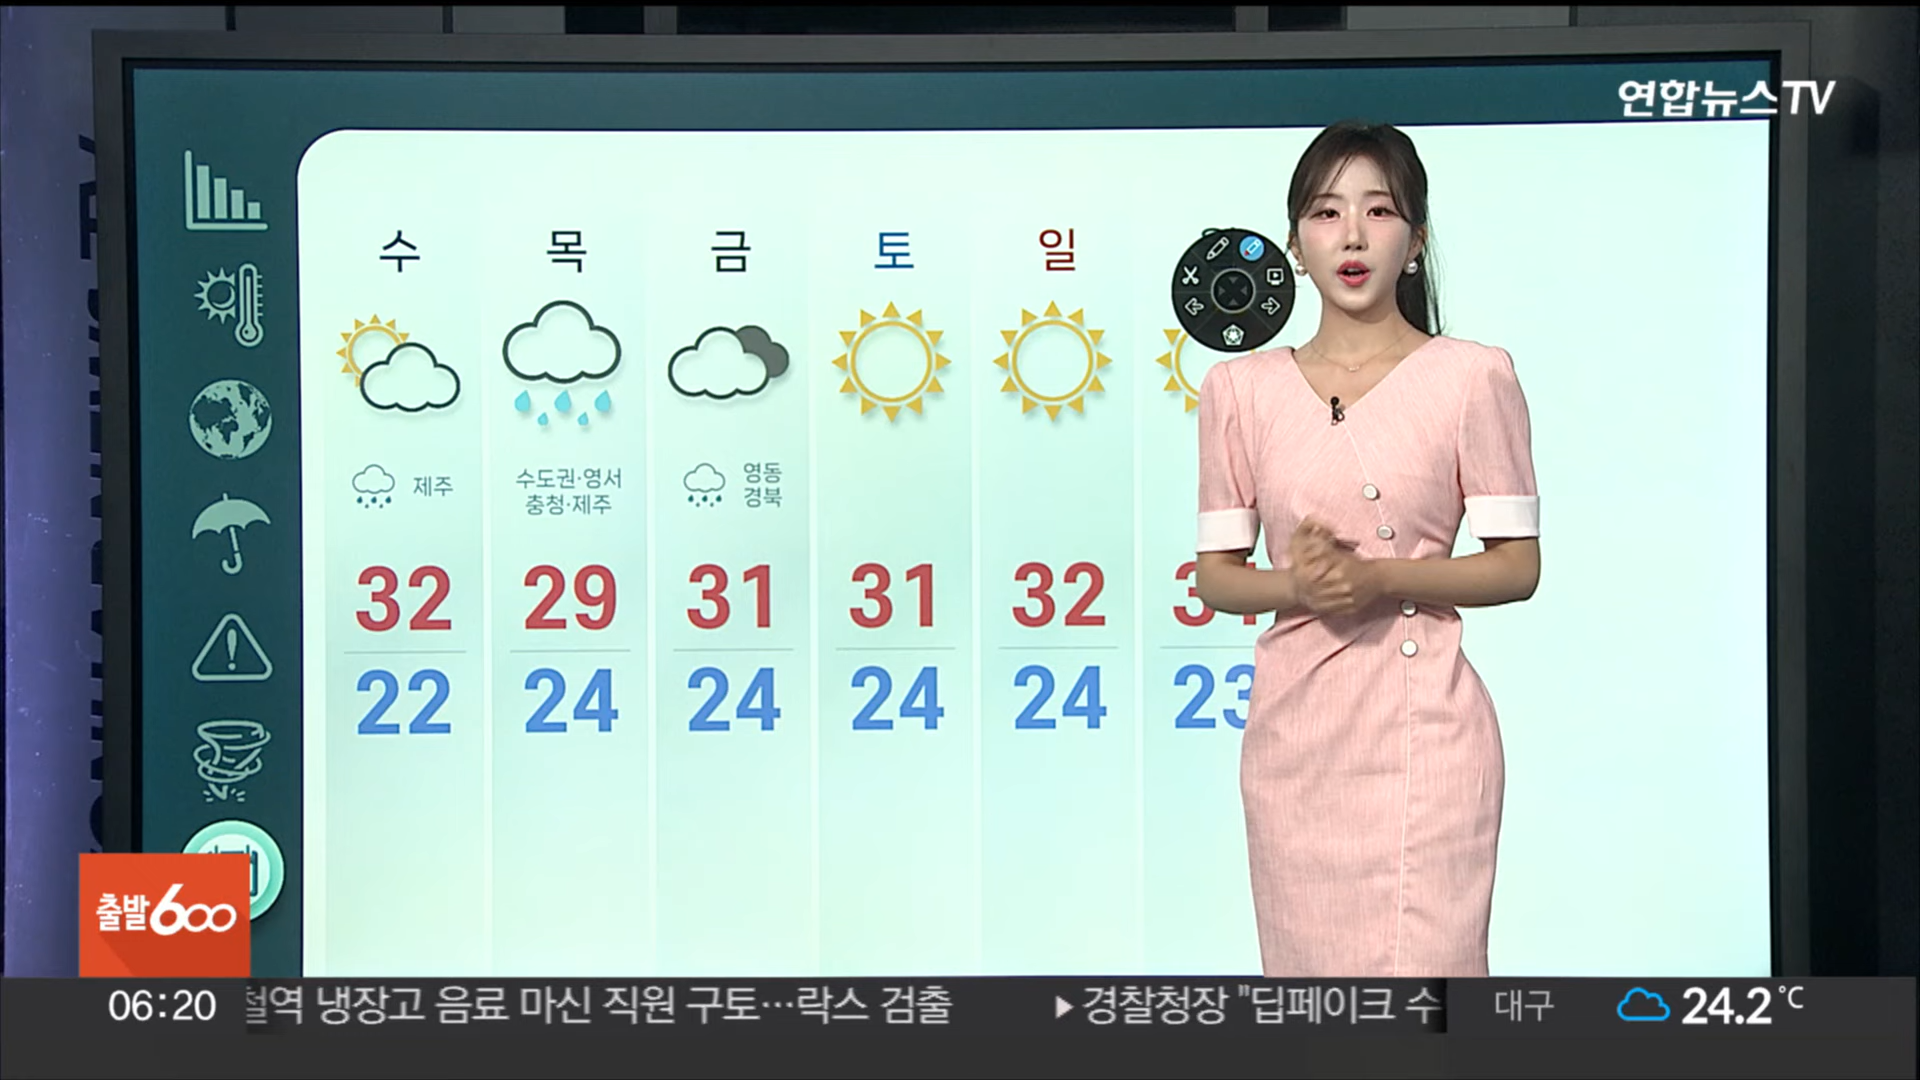 연합뉴스TV
수 목 금 토 일
제주
수도권·영서
충청·제주
영동
경북
32 29 31 31 32
22 24 24 24 24 23
출발600
06:20
냉장고 음료 마신 직원 구토…락스 검출
▶경찰청장 "딥페이크 수
대구
24.2℃